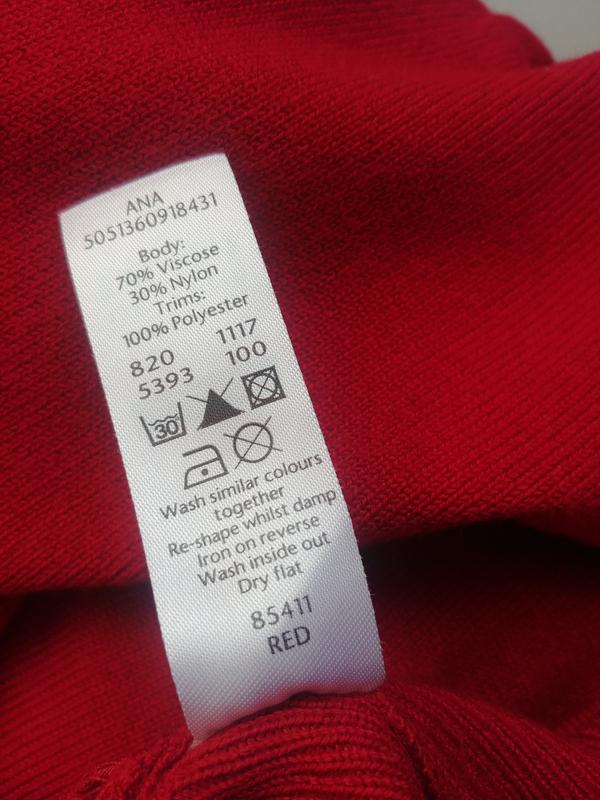 ANA
5051360918431
Body:
70% Viscose
30% Nylon
Trims:
100% Polyester
820 1117
5393 100
30
Wash similar colours
together
Re-shape whilst damp
Iron on reverse
Wash inside out
Dry flat
85411
RED